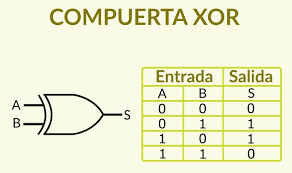 COMPUERTA XOR
Entrada Salida
A B S
0 0 0
0 1 1
1 0 1
1 1 0
A
B
S